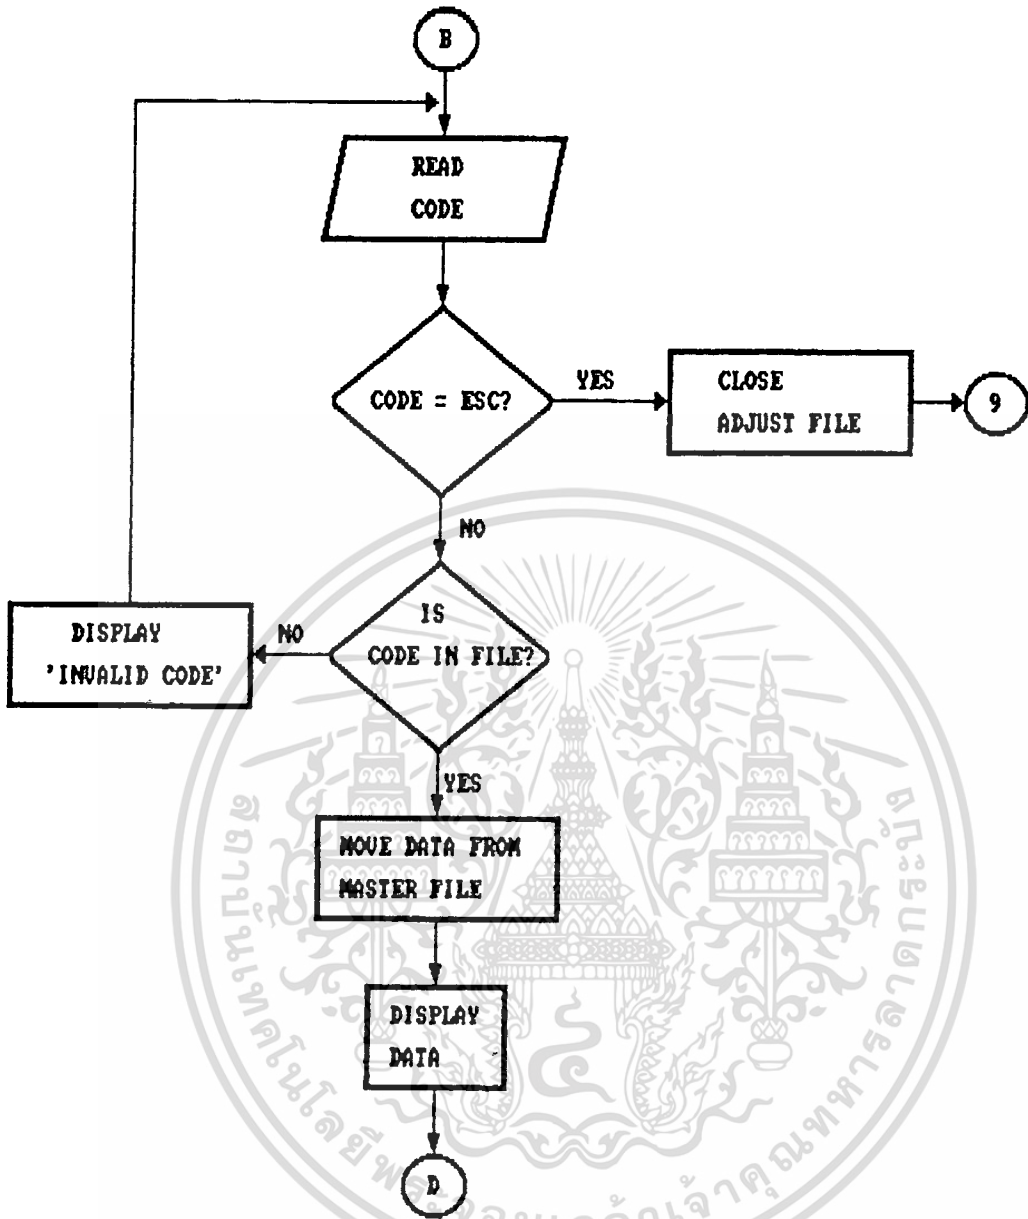 B
READ
CODE
CODE = ESC?
YES
CLOSE
ADJUST FILE
9
NO
IS
CODE IN FILE?
NO
DISPLAY
'INVALID CODE'
YES
MOVE DATA FROM
MASTER FILE
DISPLAY
DATA
D